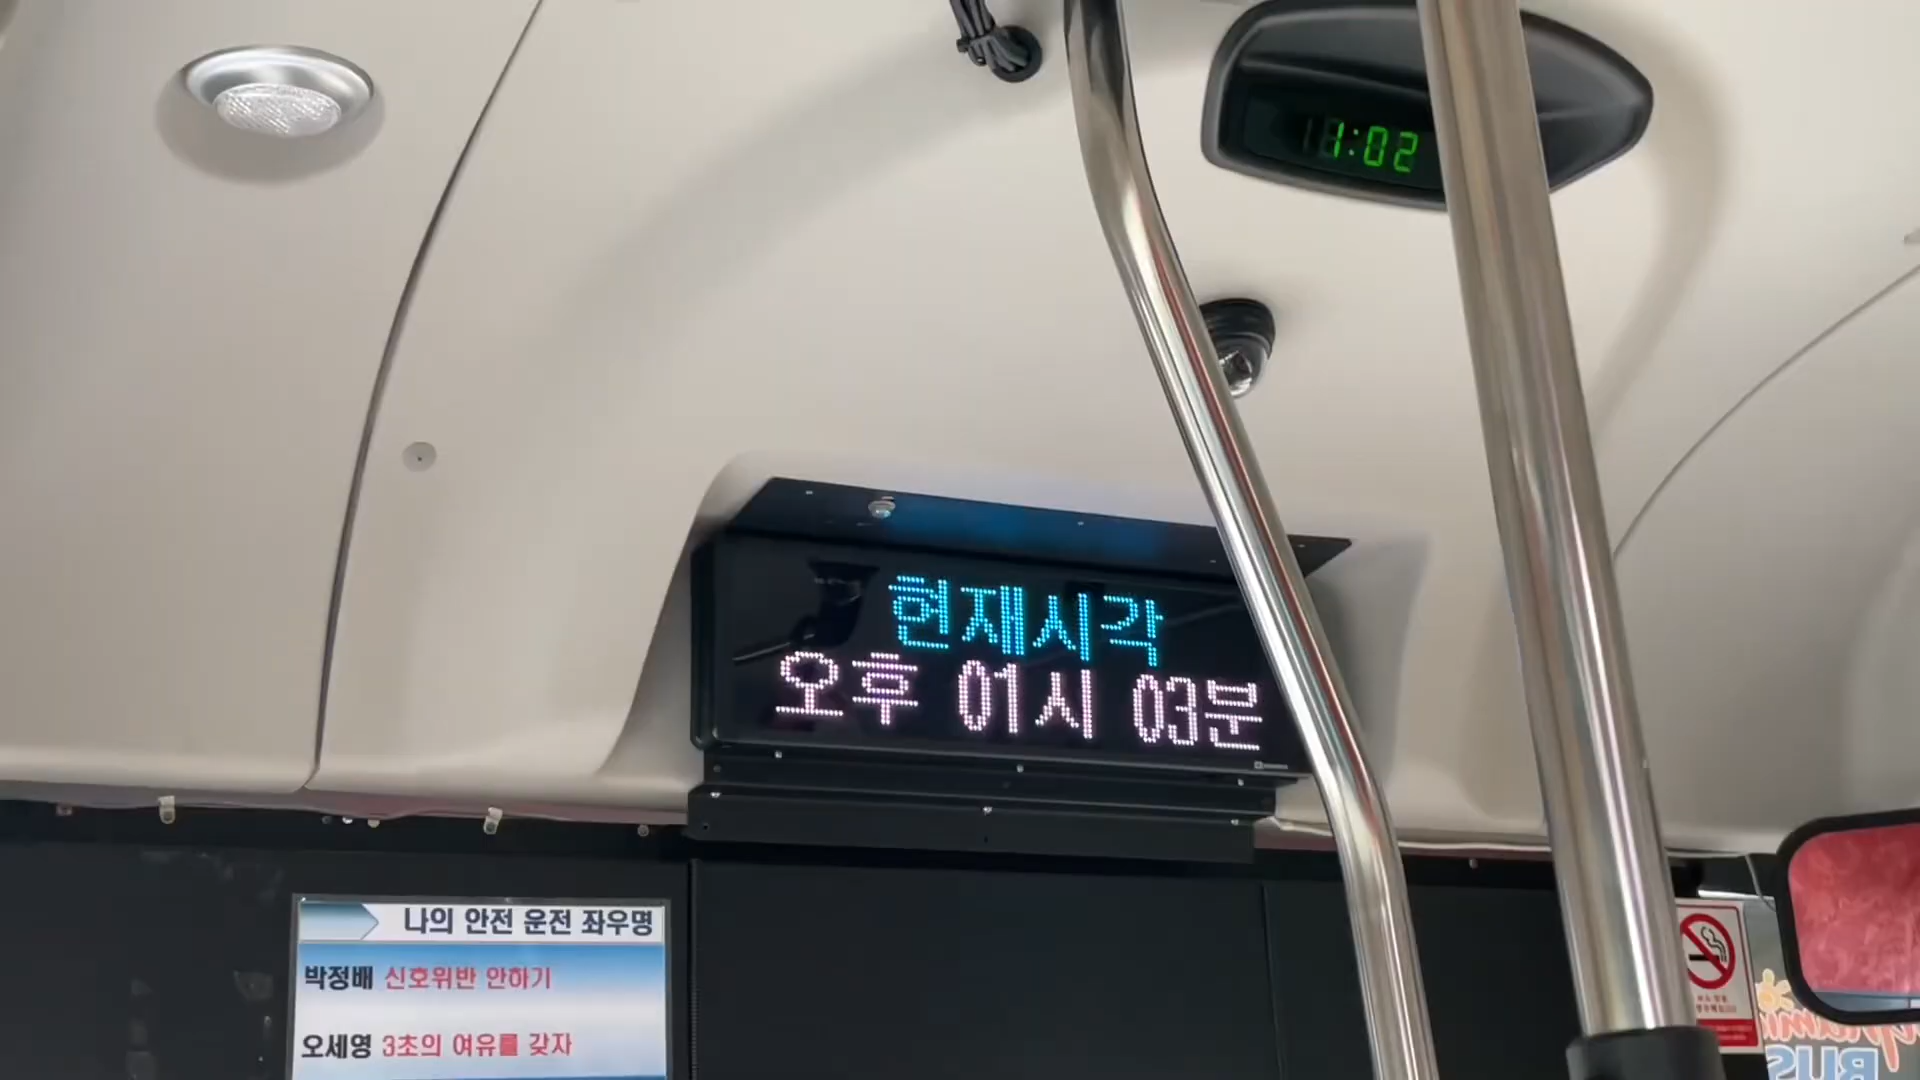 1:02
현재시각
오후 01시 03분
나의 안전 운전 좌우명
박정배 신호위반 안하기
오세영 3초의 여유를 갖자
BUS